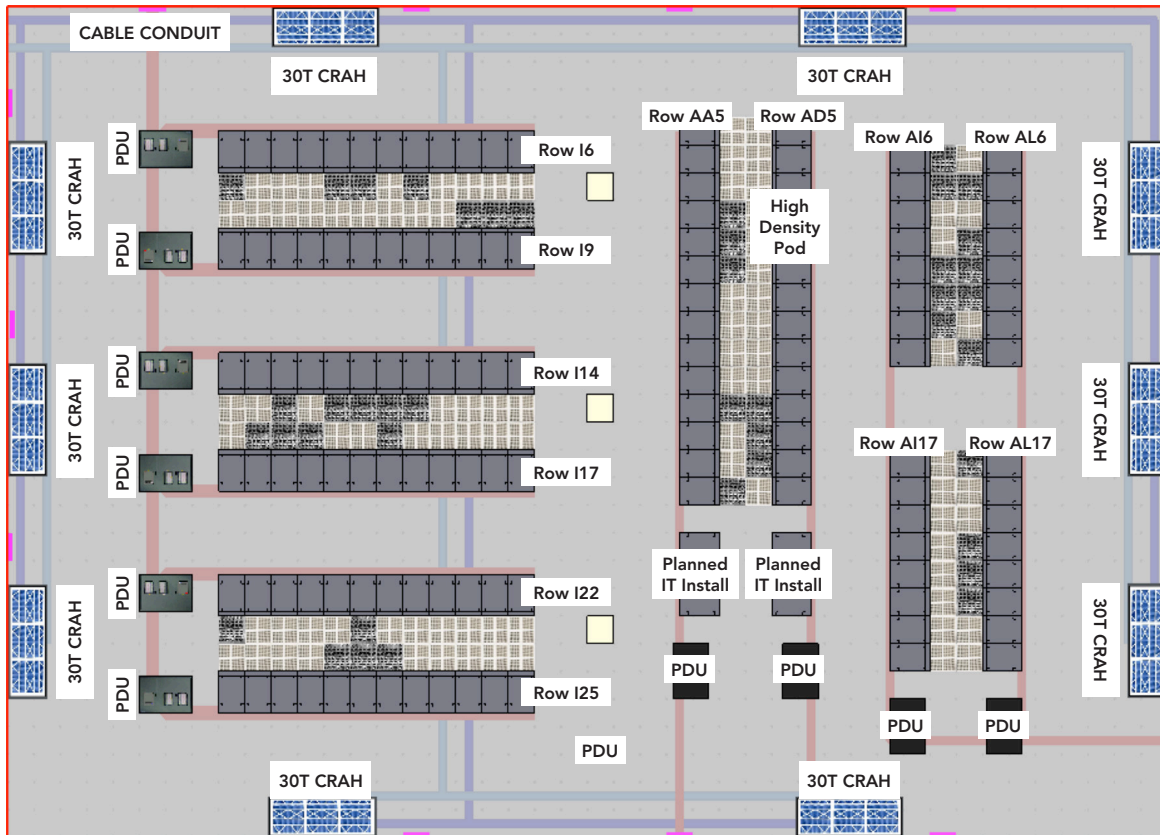 CABLE CONDUIT
30T CRAH
30T CRAH
PDU
Row I6
Row AA5
Row AD5
Row AI6
Row AL6
30T CRAH
30T CRAH
High
Density
Pod
PDU
Row I9
PDU
Row I14
30T CRAH
30T CRAH
PDU
Row I17
Row AI17
Row AL17
PDU
Row I22
Planned
IT Install
Planned
IT Install
30T CRAH
30T CRAH
PDU
Row I25
PDU
PDU
PDU
PDU
PDU
30T CRAH
30T CRAH